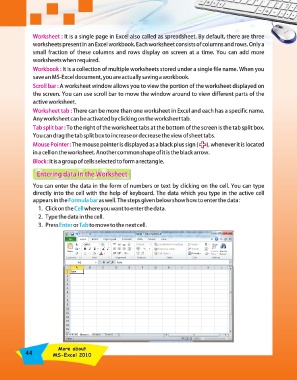 Worksheet : It is a single page in Excel also called as spreadsheet. By default, there are three
worksheets present in an Excel workbook. Each worksheet consists of columns and rows. Only a
small fraction of these columns and rows display on screen at a time. You can add more
worksheets when required.
Workbook : It is a collection of multiple worksheets stored under a single file name. When you
save an MS-Excel document, you are actually saving a workbook.
Scroll bar : A worksheet window allows you to view the portion of the worksheet displayed on
the screen. You can use scroll bar to move the window around to view different parts of the
active worksheet.
Worksheet tab : There can be more than one worksheet in Excel and each has a specific name.
Any worksheet can be activated by clicking on the worksheet tab.
Tab split bar : To the right of the worksheet tabs at the bottom of the screen is the tab split box.
You can drag the tab split box to increase or decrease the view of sheet tabs.
Mouse Pointer : The mouse pointer is displayed as a black plus sign ( ), whenever it is located
in a cell on the worksheet. Another common shape of it is the black arrow.
Block : It is a group of cells selected to form a rectangle.
Entering data in the Worksheet
You can enter the data in the form of numbers or text by clicking on the cell. You can type
directly into the cell with the help of keyboard. The data which you type in the active cell
appears in the Formula bar as well. The steps given below show how to enter the data:
1. Click on the Cell where you want to enter the data.
2. Type the data in the cell.
3. Press Enter or Tab to move to the next cell.
44
More about
MS-Excel 2010